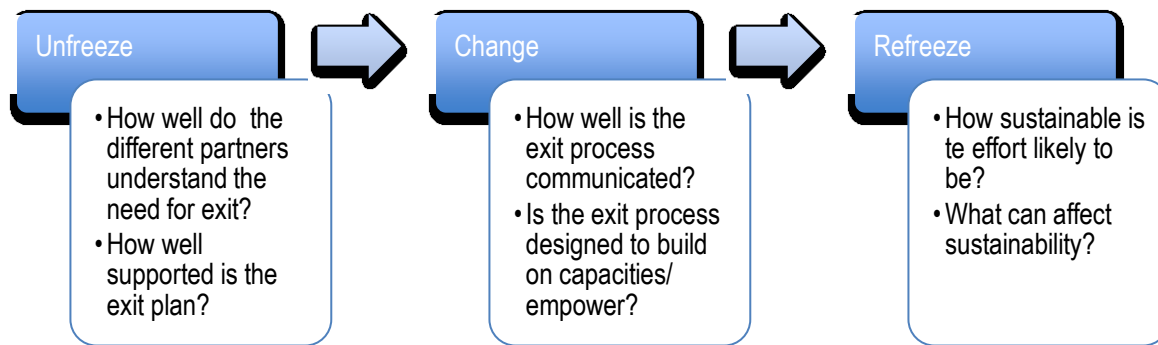 Unfreeze
• How well do the
different partners
understand the
need for exit?
• How well
supported is the
exit plan?
Change
• How well is the
exit process
communicated?
• Is the exit process
designed to build
on capacities/
empower?
Refreeze
• How sustainable is
te effort likely to
be?
• What can affect
sustainability?